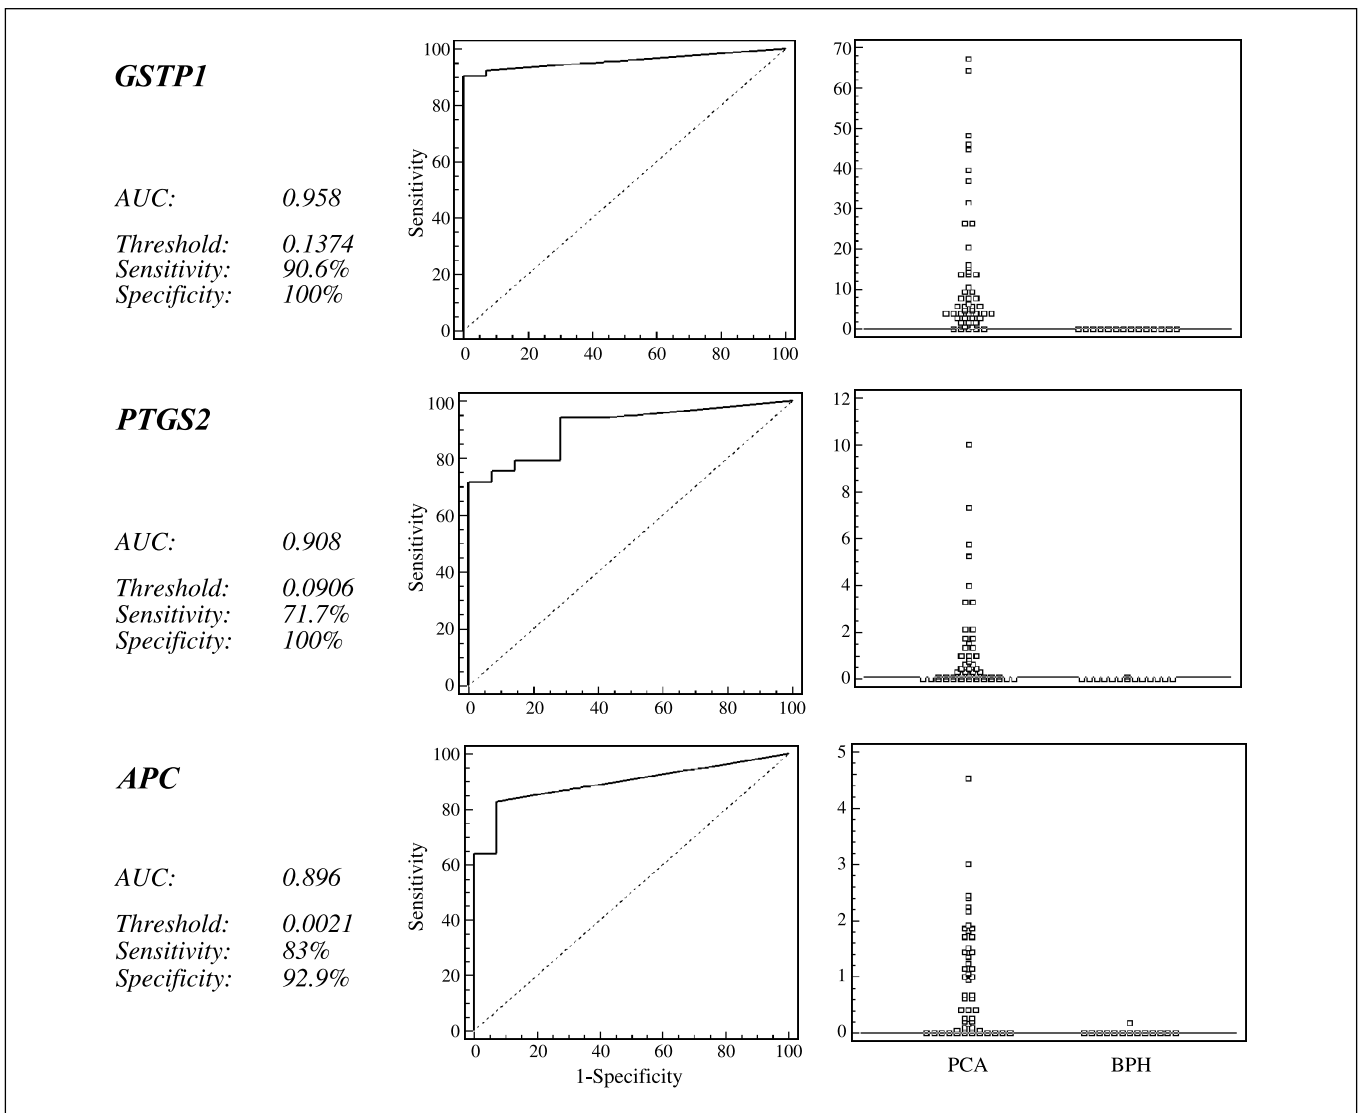 GSTP1
AUC: 0.958
Threshold: 0.1374
Sensitivity: 90.6%
Specificity: 100%
Sensitivity
100
80
60
40
20
0
0 20 40 60 80 100
70
60
50
40
30
20
10
0
PTGS2
AUC: 0.908
Threshold: 0.0906
Sensitivity: 71.7%
Specificity: 100%
Sensitivity
100
80
60
40
20
0
0 20 40 60 80 100
12
10
8
6
4
2
0
APC
AUC: 0.896
Threshold: 0.0021
Sensitivity: 83%
Specificity: 92.9%
Sensitivity
100
80
60
40
20
0
0 20 40 60 80 100
1-Specificity
5
4
3
2
1
0
PCA BPH